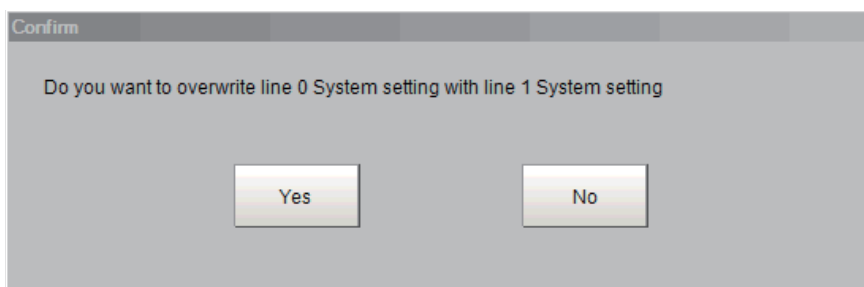 Confirm
Do you want to overwrite line 0 System setting with line 1 System setting
Yes
No